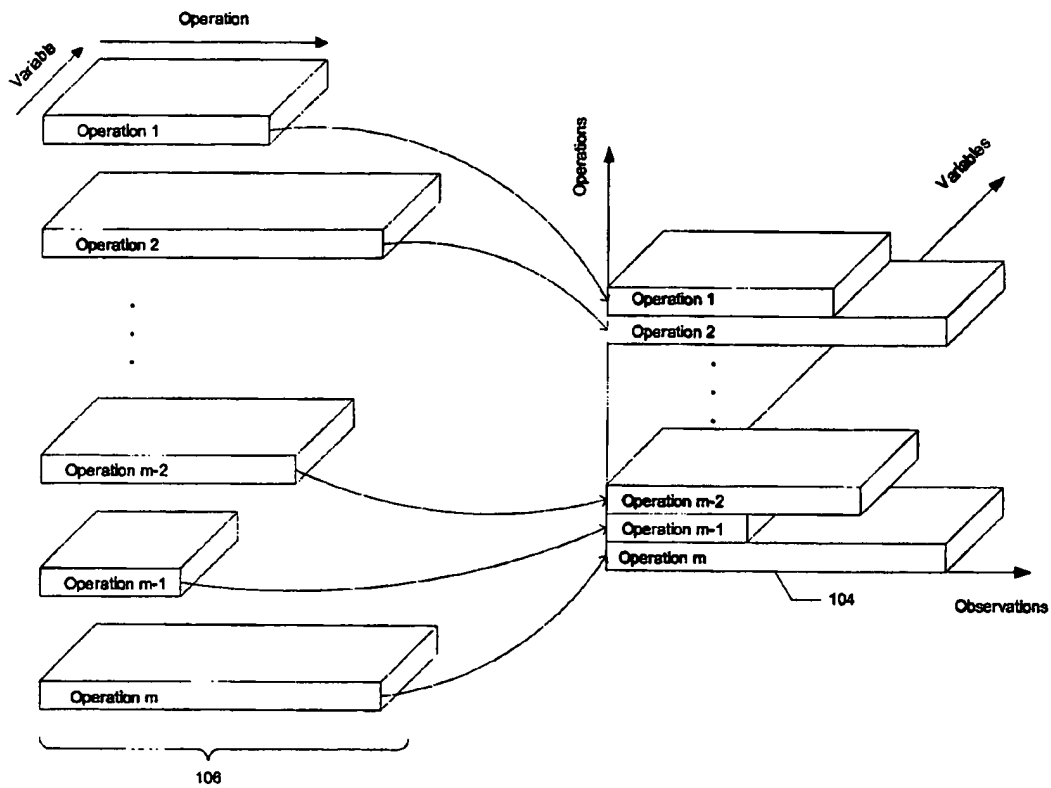 Operation
Variable
Operation 1
Operation 2
Operation m-2
Operation m-1
Operation m
106
Operations
Variables
Operation 1
Operation 2
Operation m-2
Operation m-1
Operation m
104
Observations